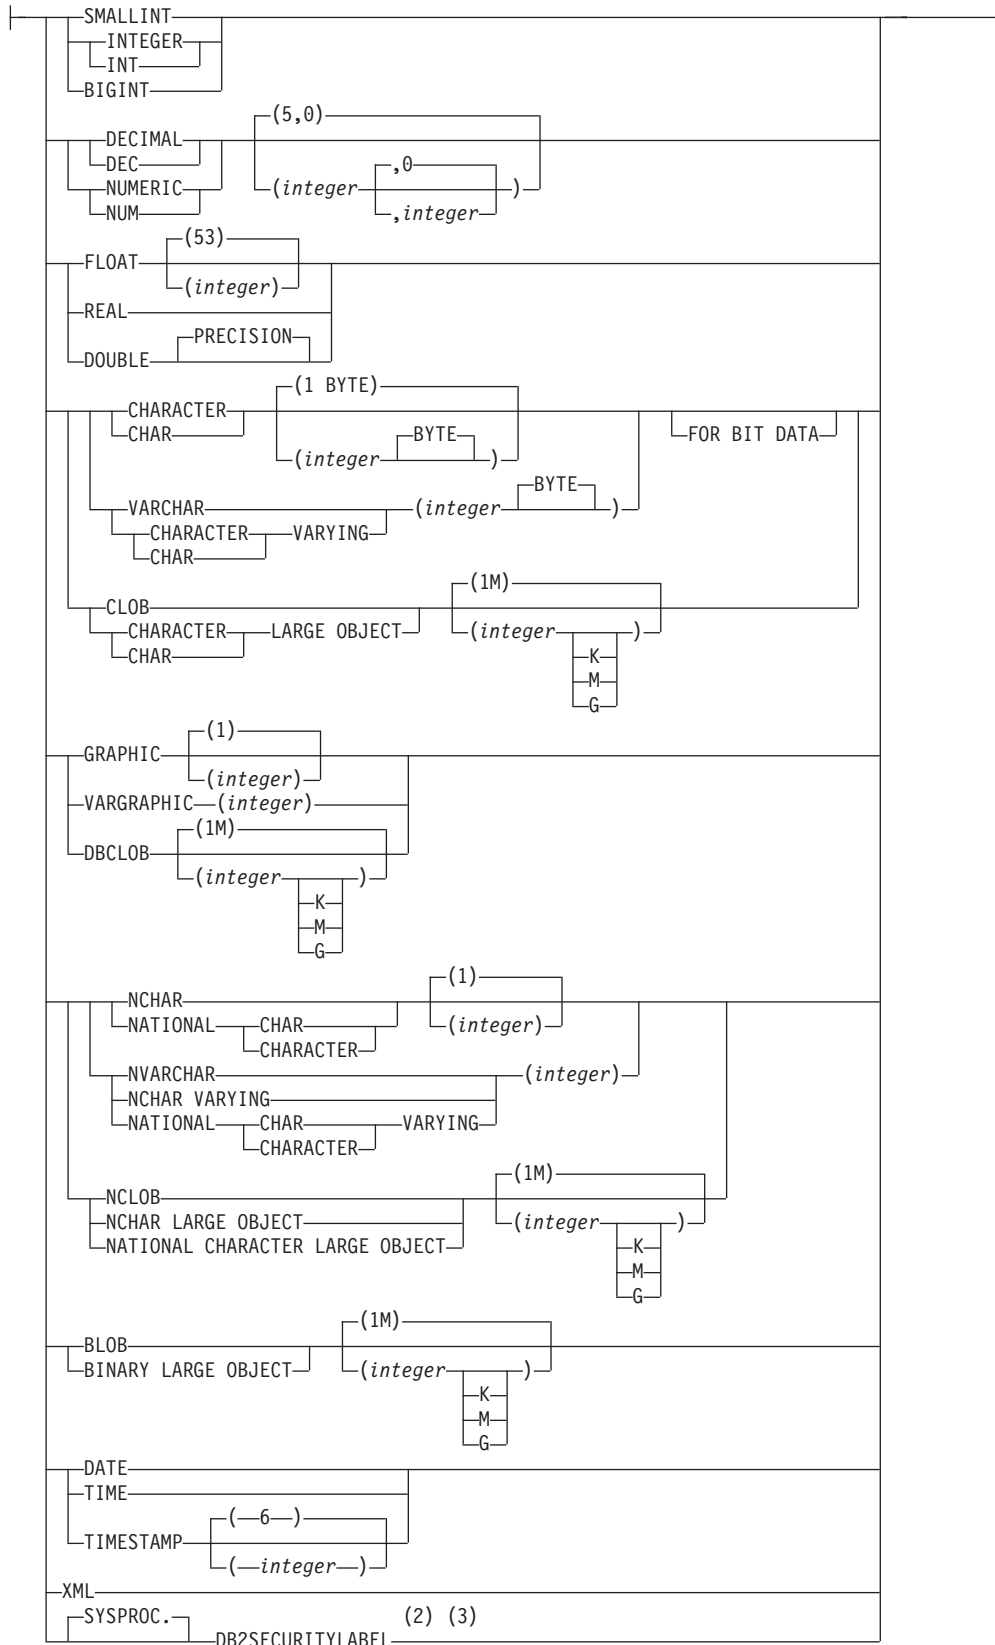 SMALLINT
INTEGER
INT
BIGINT
(5,0)
DECIMAL
DEC
,0
NUMERIC
(integer )
NUM
,integer
(53)
FLOAT
(integer)
REAL
PRECISION
DOUBLE
(1 BYTE)
CHARACTER
CHAR
BYTE
FOR BIT DATA
(integer )
BYTE
VARCHAR
(integer )
CHARACTER VARYING
CHAR
(1M)
CLOB
CHARACTER LARGE OBJECT
(integer )
CHAR
K
M
G
(1)
GRAPHIC
(integer)
VARGRAPHIC (integer)
(1M)
DBCLOB
(integer )
K
M
G
(1)
NCHAR
NATIONAL CHAR
(integer)
CHARACTER
NVARCHAR
(integer)
NCHAR VARYING
NATIONAL CHAR VARYING
CHARACTER
(1M)
NCLOB
NCHAR LARGE OBJECT
(integer )
NATIONAL CHARACTER LARGE OBJECT
K
M
G
(1M)
BLOB
BINARY LARGE OBJECT
(integer )
K
M
G
DATE
TIME
( 6 )
TIMESTAMP
( integer )
XML
SYSPROC. (2) (3)
DB2SECURITYLABEL